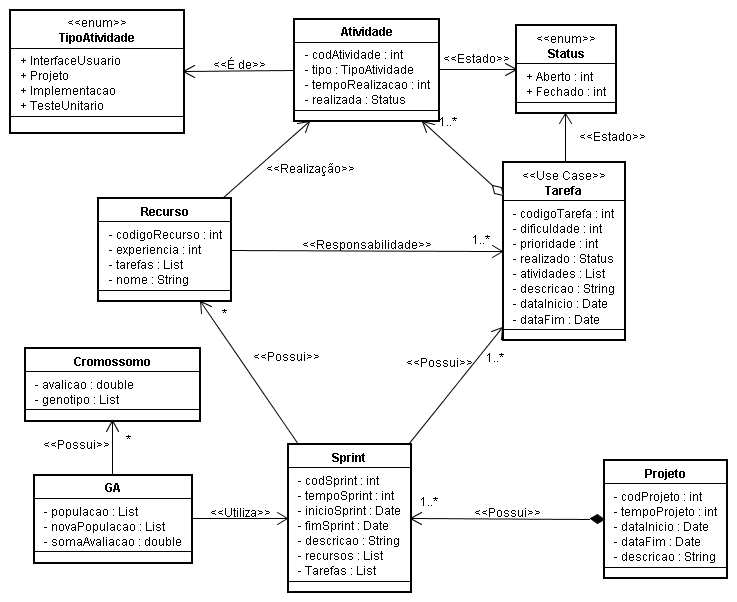 <<enum>>
TipoAtividade
+ InterfaceUsuario
+ Projeto
+ Implementacao
+ TesteUnitario
<<É de>>
Atividade
- codAtividade : int
- tipo : TipoAtividade
- tempoRealizacao : int
- realizada : Status
<<Estado>>
<<enum>>
Status
+ Aberto : int
+ Fechado : int
1..*
<<Estado>>
<<Realização>>
<<Use Case>>
Tarefa
- codigoTarefa : int
- dificuldade : int
- prioridade : int
- realizado : Status
- atividades : List
- descricao : String
- dataInicio : Date
- dataFim : Date
Recurso
- codigoRecurso : int
- experiencia : int
- tarefas : List
- nome : String
<<Responsabilidade>>
1..*
*
<<Possui>>
<<Possui>>
1..*
Cromossomo
- avalicao : double
- genotipo : List
<<Possui>>
*
GA
- populacao : List
- novaPopulacao : List
- somaAvaliacao : double
<<Utiliza>>
Sprint
- codSprint : int
- tempoSprint : int
- inicioSprint : Date
- fimSprint : Date
- descricao : String
- recursos : List
- Tarefas : List
1..*
<<Possui>>
Projeto
- codProjeto : int
- tempoProjeto : int
- dataInicio : Date
- dataFim : Date
- descricao : String